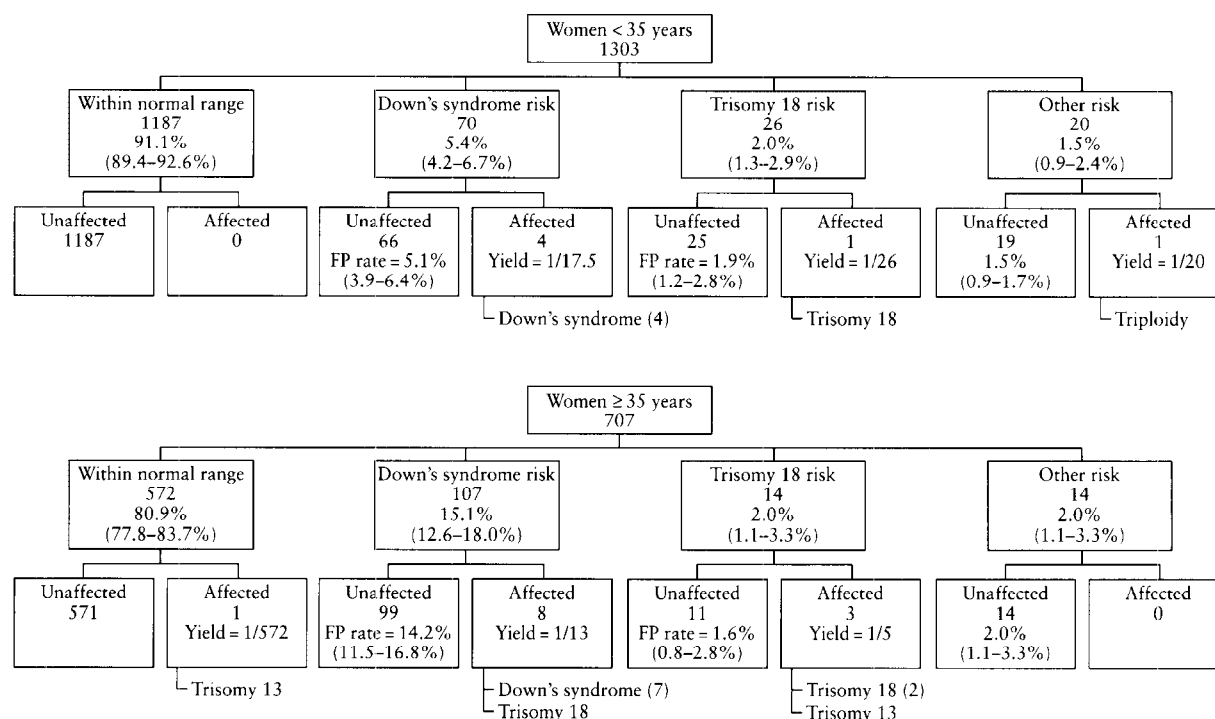 Women < 35 years
1303
Within normal range
1187
91.1%
(89.4–92.6%)
Down's syndrome risk
70
5.4%
(4.2–6.7%)
Trisomy 18 risk
26
2.0%
(1.3–2.9%)
Other risk
20
1.5%
(0.9–2.4%)
Unaffected
1187
Affected
0
Unaffected
66
FP rate = 5.1%
(3.9–6.4%)
Affected
4
Yield = 1/17.5
Down's syndrome (4)
Unaffected
25
FP rate = 1.9%
(1.2–2.8%)
Affected
1
Yield = 1/26
Trisomy 18
Unaffected
19
1.5%
(0.9–1.7%)
Affected
1
Yield = 1/20
Triploidy
Women ≥ 35 years
707
Within normal range
572
80.9%
(77.8–83.7%)
Down's syndrome risk
107
15.1%
(12.6–18.0%)
Trisomy 18 risk
14
2.0%
(1.1–3.3%)
Other risk
14
2.0%
(1.1–3.3%)
Unaffected
571
Affected
1
Yield = 1/572
Trisomy 13
Unaffected
99
FP rate = 14.2%
(11.5–16.8%)
Affected
8
Yield = 1/13
Down's syndrome (7)
Trisomy 18
Unaffected
11
FP rate = 1.6%
(0.8–2.8%)
Affected
3
Yield = 1/5
Trisomy 18 (2)
Trisomy 13
Unaffected
14
2.0%
(1.1–3.3%)
Affected
0